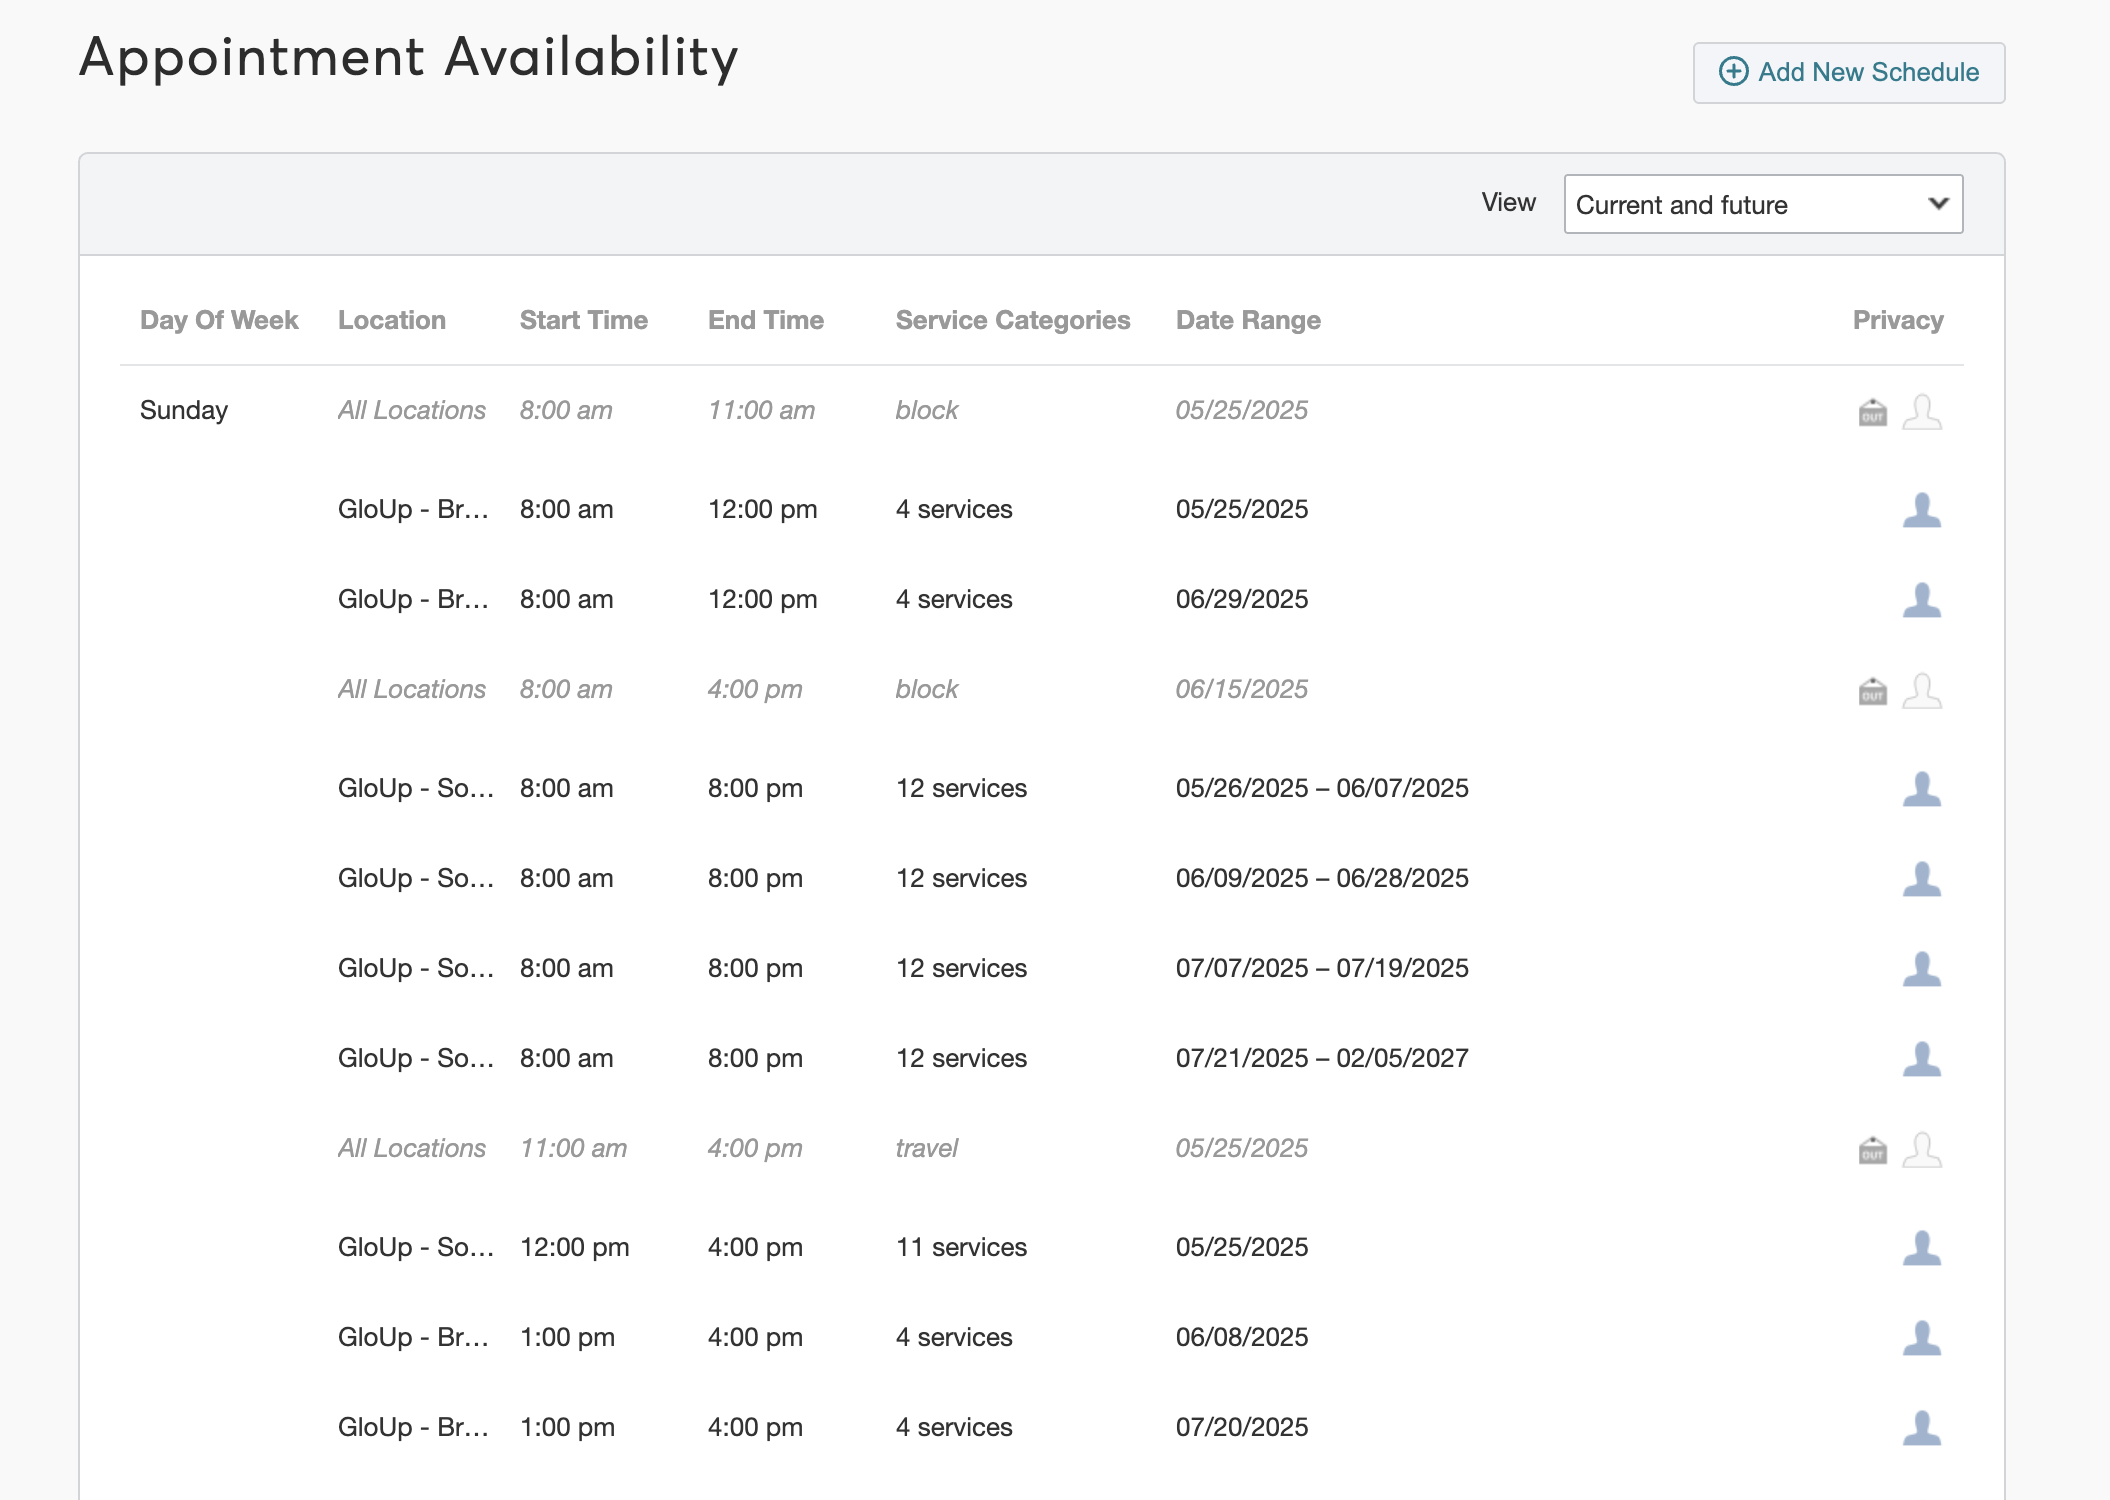 Appointment Availability
Add New Schedule
View Current and future
Day Of Week Location Start Time End Time Service Categories Date Range Privacy
Sunday All Locations 8:00 am 11:00 am block 05/25/2025 OUT
GloUp - Br... 8:00 am 12:00 pm 4 services 05/25/2025
GloUp - Br... 8:00 am 12:00 pm 4 services 06/29/2025
All Locations 8:00 am 4:00 pm block 06/15/2025 OUT
GloUp - So... 8:00 am 8:00 pm 12 services 05/26/2025 – 06/07/2025
GloUp - So... 8:00 am 8:00 pm 12 services 06/09/2025 – 06/28/2025
GloUp - So... 8:00 am 8:00 pm 12 services 07/07/2025 – 07/19/2025
GloUp - So... 8:00 am 8:00 pm 12 services 07/21/2025 – 02/05/2027
All Locations 11:00 am 4:00 pm travel 05/25/2025 OUT
GloUp - So... 12:00 pm 4:00 pm 11 services 05/25/2025
GloUp - Br... 1:00 pm 4:00 pm 4 services 06/08/2025
GloUp - Br... 1:00 pm 4:00 pm 4 services 07/20/2025